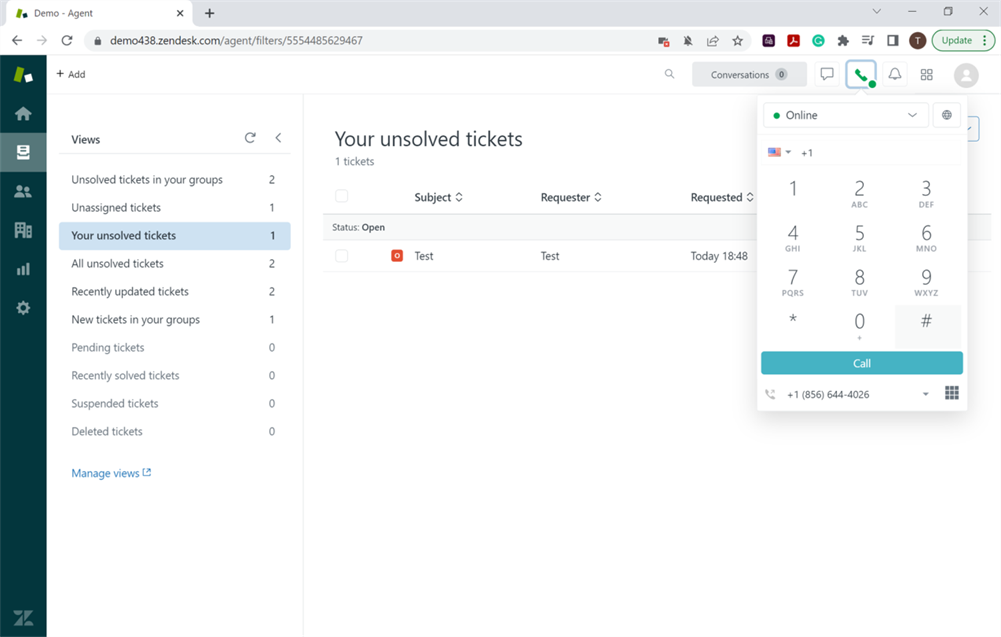 Demo - Agent
demo438.zendesk.com/agent/filters/5554485629467
T
Update
+ Add
Conversations 0
Views
Unsolved tickets in your groups 2
Unassigned tickets 1
Your unsolved tickets 1
All unsolved tickets 2
Recently updated tickets 2
New tickets in your groups 1
Pending tickets 0
Recently solved tickets 0
Suspended tickets 0
Deleted tickets 0
Manage views
Your unsolved tickets
1 tickets
Subject Requester Requested
Status: Open
O Test Test Today 18:48
Online
+1
1 2 3
ABC DEF
4 5 6
GHI JKL MNO
7 8 9
PQRS TUV WXYZ
* 0 #
+
Call
+1 (856) 644-4026